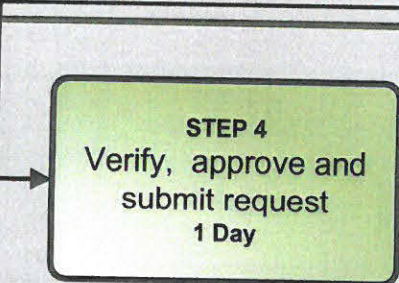 STEP 4
Verify, approve and
submit request
1 Day